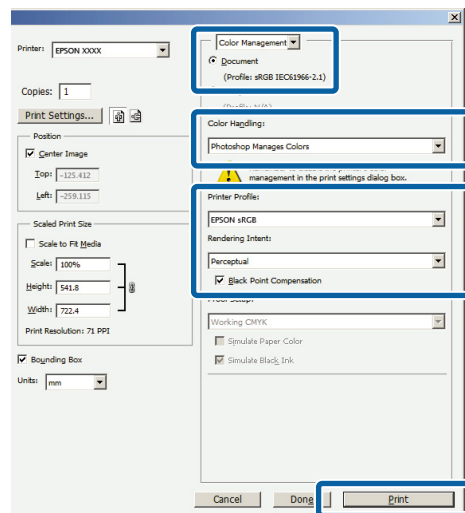 Printer: EPSON XXXX
Copies: 1
Print Settings...
Position
Center Image
Top: -125.412
Left: -259.115
Scaled Print Size
Scale to Fit Media
Scale: 100%
Height: 541.8
Width: 722.4
Print Resolution: 71 PPI
Bounding Box
Units: mm
Color Management
Document
(Profile: sRGB IEC61966-2.1)
Color Handling:
Photoshop Manages Colors
management in the print settings dialog box.
Printer Profile:
EPSON sRGB
Rendering Intent:
Perceptual
Black Point Compensation
Working CMYK
Simulate Paper Color
Simulate Black Ink
Cancel
Done
Print